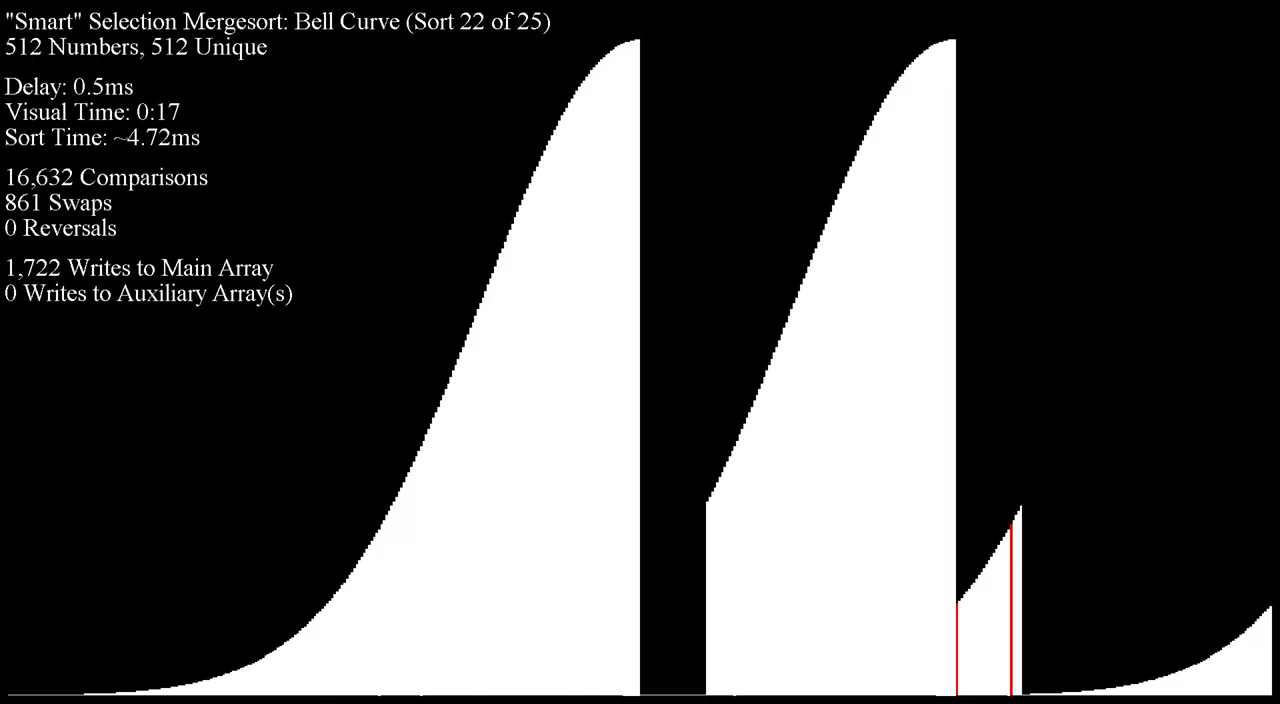 "Smart" Selection Mergesort: Bell Curve (Sort 22 of 25)
512 Numbers, 512 Unique
Delay: 0.5ms
Visual Time: 0:17
Sort Time: ~4.72ms
16,632 Comparisons
861 Swaps
0 Reversals
1,722 Writes to Main Array
0 Writes to Auxiliary Array(s)